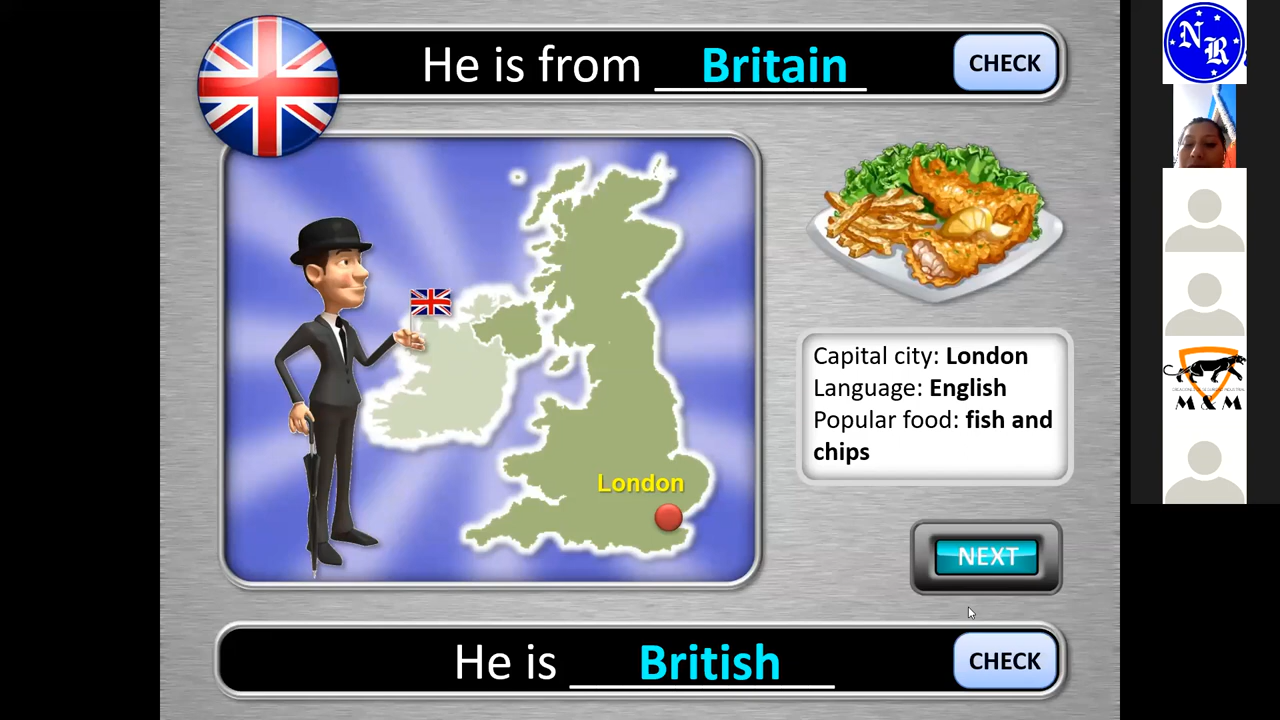 He is from Britain
CHECK
London
Capital city: London
Language: English
Popular food: fish and
chips
NEXT
He is British
CHECK
N R
M & M